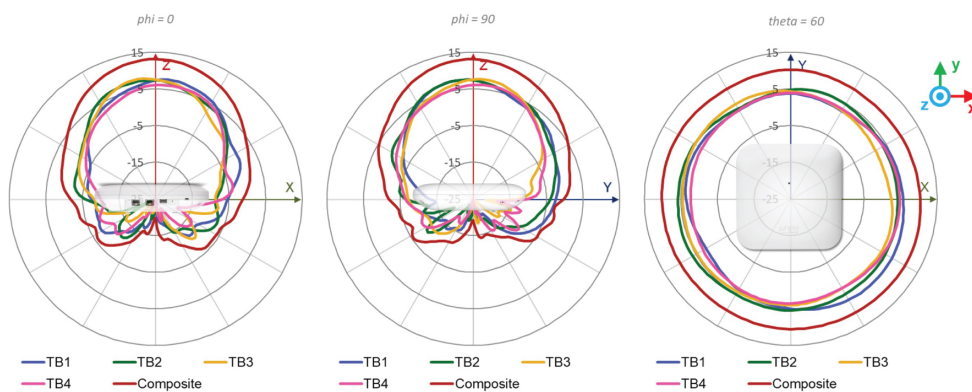 phi = 0
phi = 90
theta = 60
15
Z
5
-5
-15
-25
X
15
Z
5
-5
-15
-25
Y
15
Y
5
-5
-15
-25
X
y
z
x
TB1 TB2 TB3
TB4 Composite
TB1 TB2 TB3
TB4 Composite
TB1 TB2 TB3
TB4 Composite